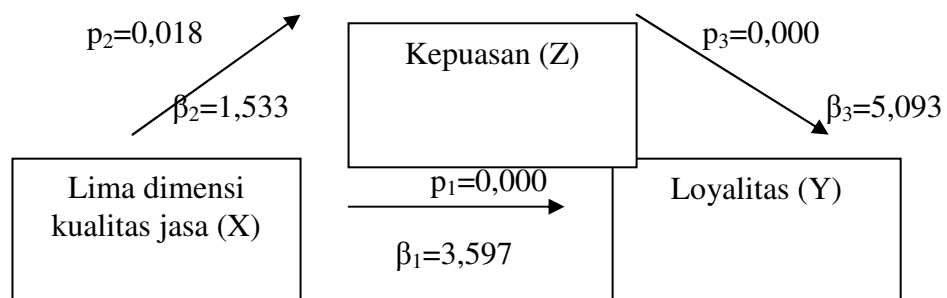 p₂=0,018
Kepuasan (Z)
p₃=0,000
β₂=1,533
β₃=5,093
Lima dimensi
kualitas jasa (X)
p₁=0,000
Loyalitas (Y)
β₁=3,597